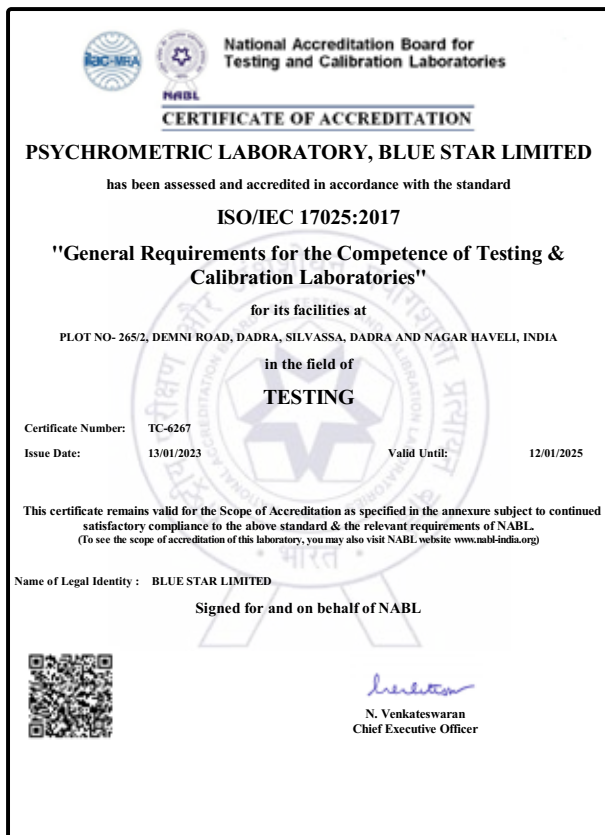 ilac-MRA
NABL
National Accreditation Board for
Testing and Calibration Laboratories
CERTIFICATE OF ACCREDITATION
PSYCHROMETRIC LABORATORY, BLUE STAR LIMITED
has been assessed and accredited in accordance with the standard
ISO/IEC 17025:2017
"General Requirements for the Competence of Testing &
Calibration Laboratories"
for its facilities at
PLOT NO- 265/2, DEMNI ROAD, DADRA, SILVASSA, DADRA AND NAGAR HAVELI, INDIA
in the field of
TESTING
Certificate Number: TC-6267
Issue Date: 13/01/2023 Valid Until: 12/01/2025
This certificate remains valid for the Scope of Accreditation as specified in the annexure subject to continued
satisfactory compliance to the above standard & the relevant requirements of NABL.
(To see the scope of accreditation of this laboratory, you may also visit NABL website www.nabl-india.org)
भारत
Name of Legal Identity : BLUE STAR LIMITED
Signed for and on behalf of NABL
N. Venkateswaran
Chief Executive Officer